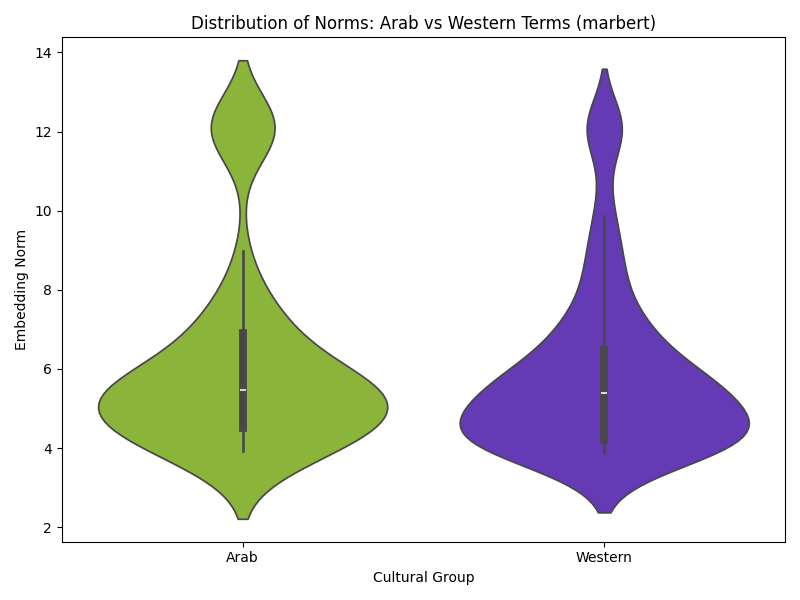 Distribution of Norms: Arab vs Western Terms (marbert)
14
12
10
8
6
4
2
Embedding Norm
Arab
Western
Cultural Group